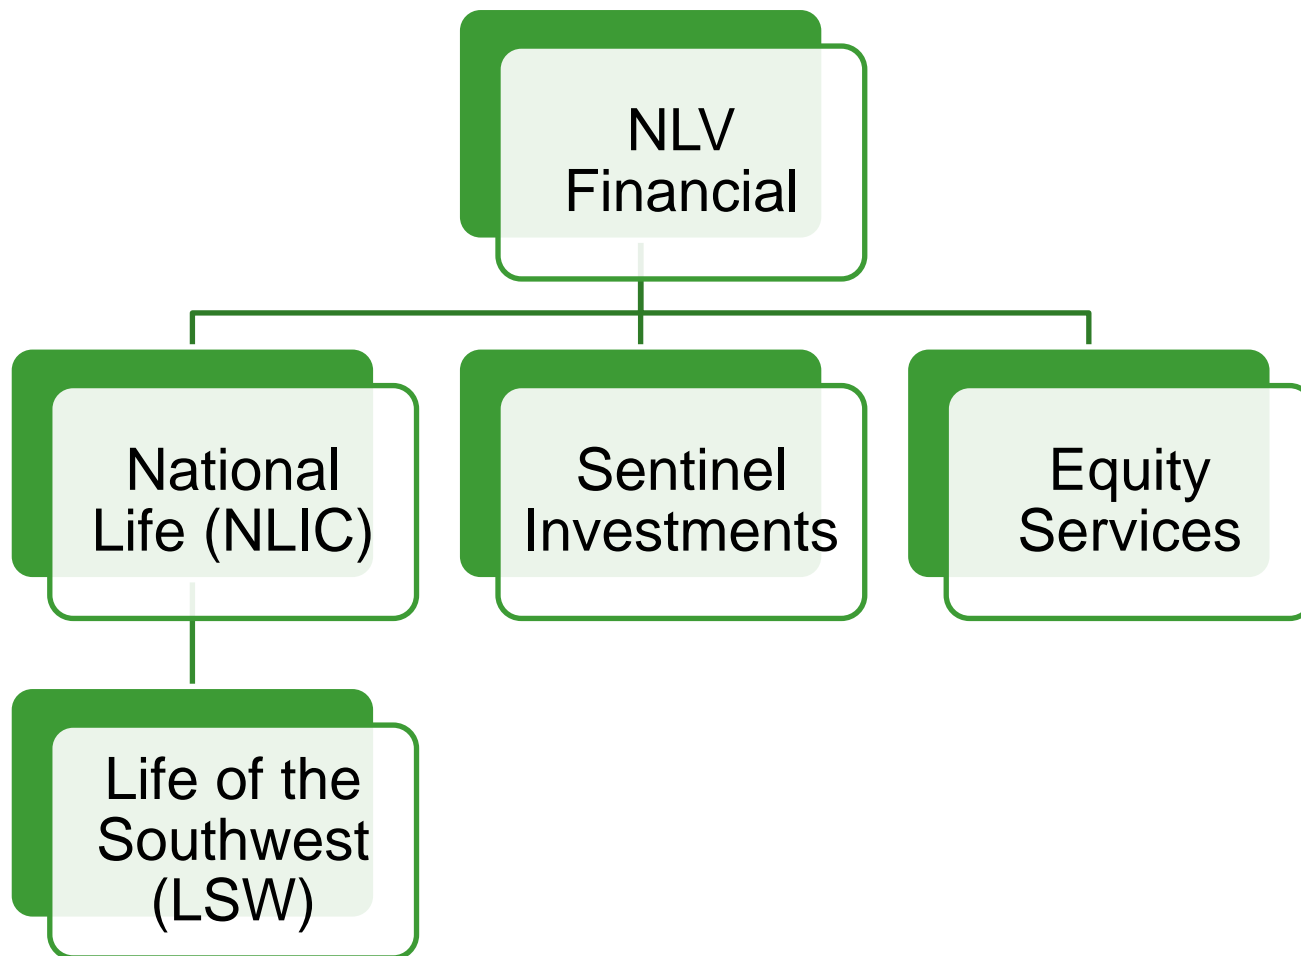 NLV
Financial
National
Life (NLIC)
Sentinel
Investments
Equity
Services
Life of the
Southwest
(LSW)